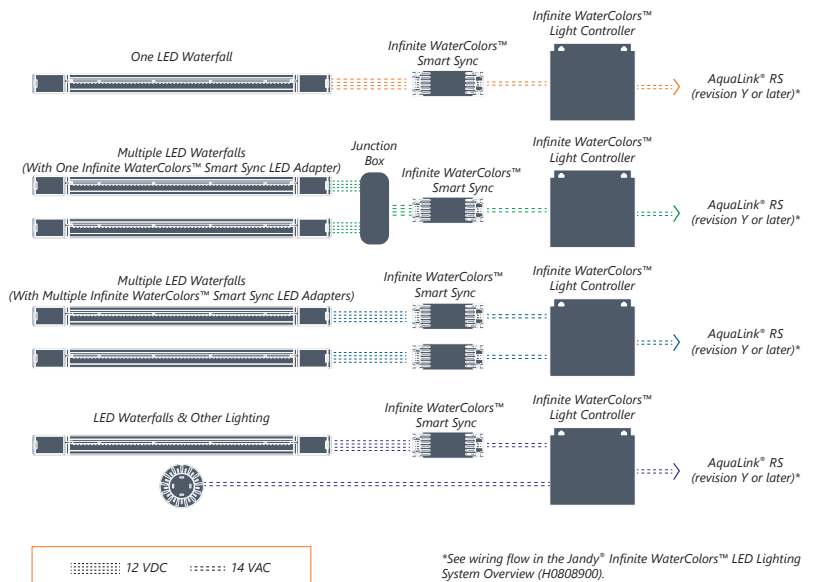 One LED Waterfall
Infinite WaterColors™
Smart Sync
Infinite WaterColors™
Light Controller
AquaLink® RS
(revision Y or later)*
Multiple LED Waterfalls
(With One Infinite WaterColors™ Smart Sync LED Adapter)
Junction
Box
Infinite WaterColors™
Smart Sync
Infinite WaterColors™
Light Controller
AquaLink® RS
(revision Y or later)*
Multiple LED Waterfalls
(With Multiple Infinite WaterColors™ Smart Sync LED Adapters)
Infinite WaterColors™
Smart Sync
Infinite WaterColors™
Light Controller
AquaLink® RS
(revision Y or later)*
LED Waterfalls & Other Lighting
Infinite WaterColors™
Smart Sync
Infinite WaterColors™
Light Controller
AquaLink® RS
(revision Y or later)*
12 VDC
14 VAC
*See wiring flow in the Jandy® Infinite WaterColors™ LED Lighting
System Overview (H0808900).